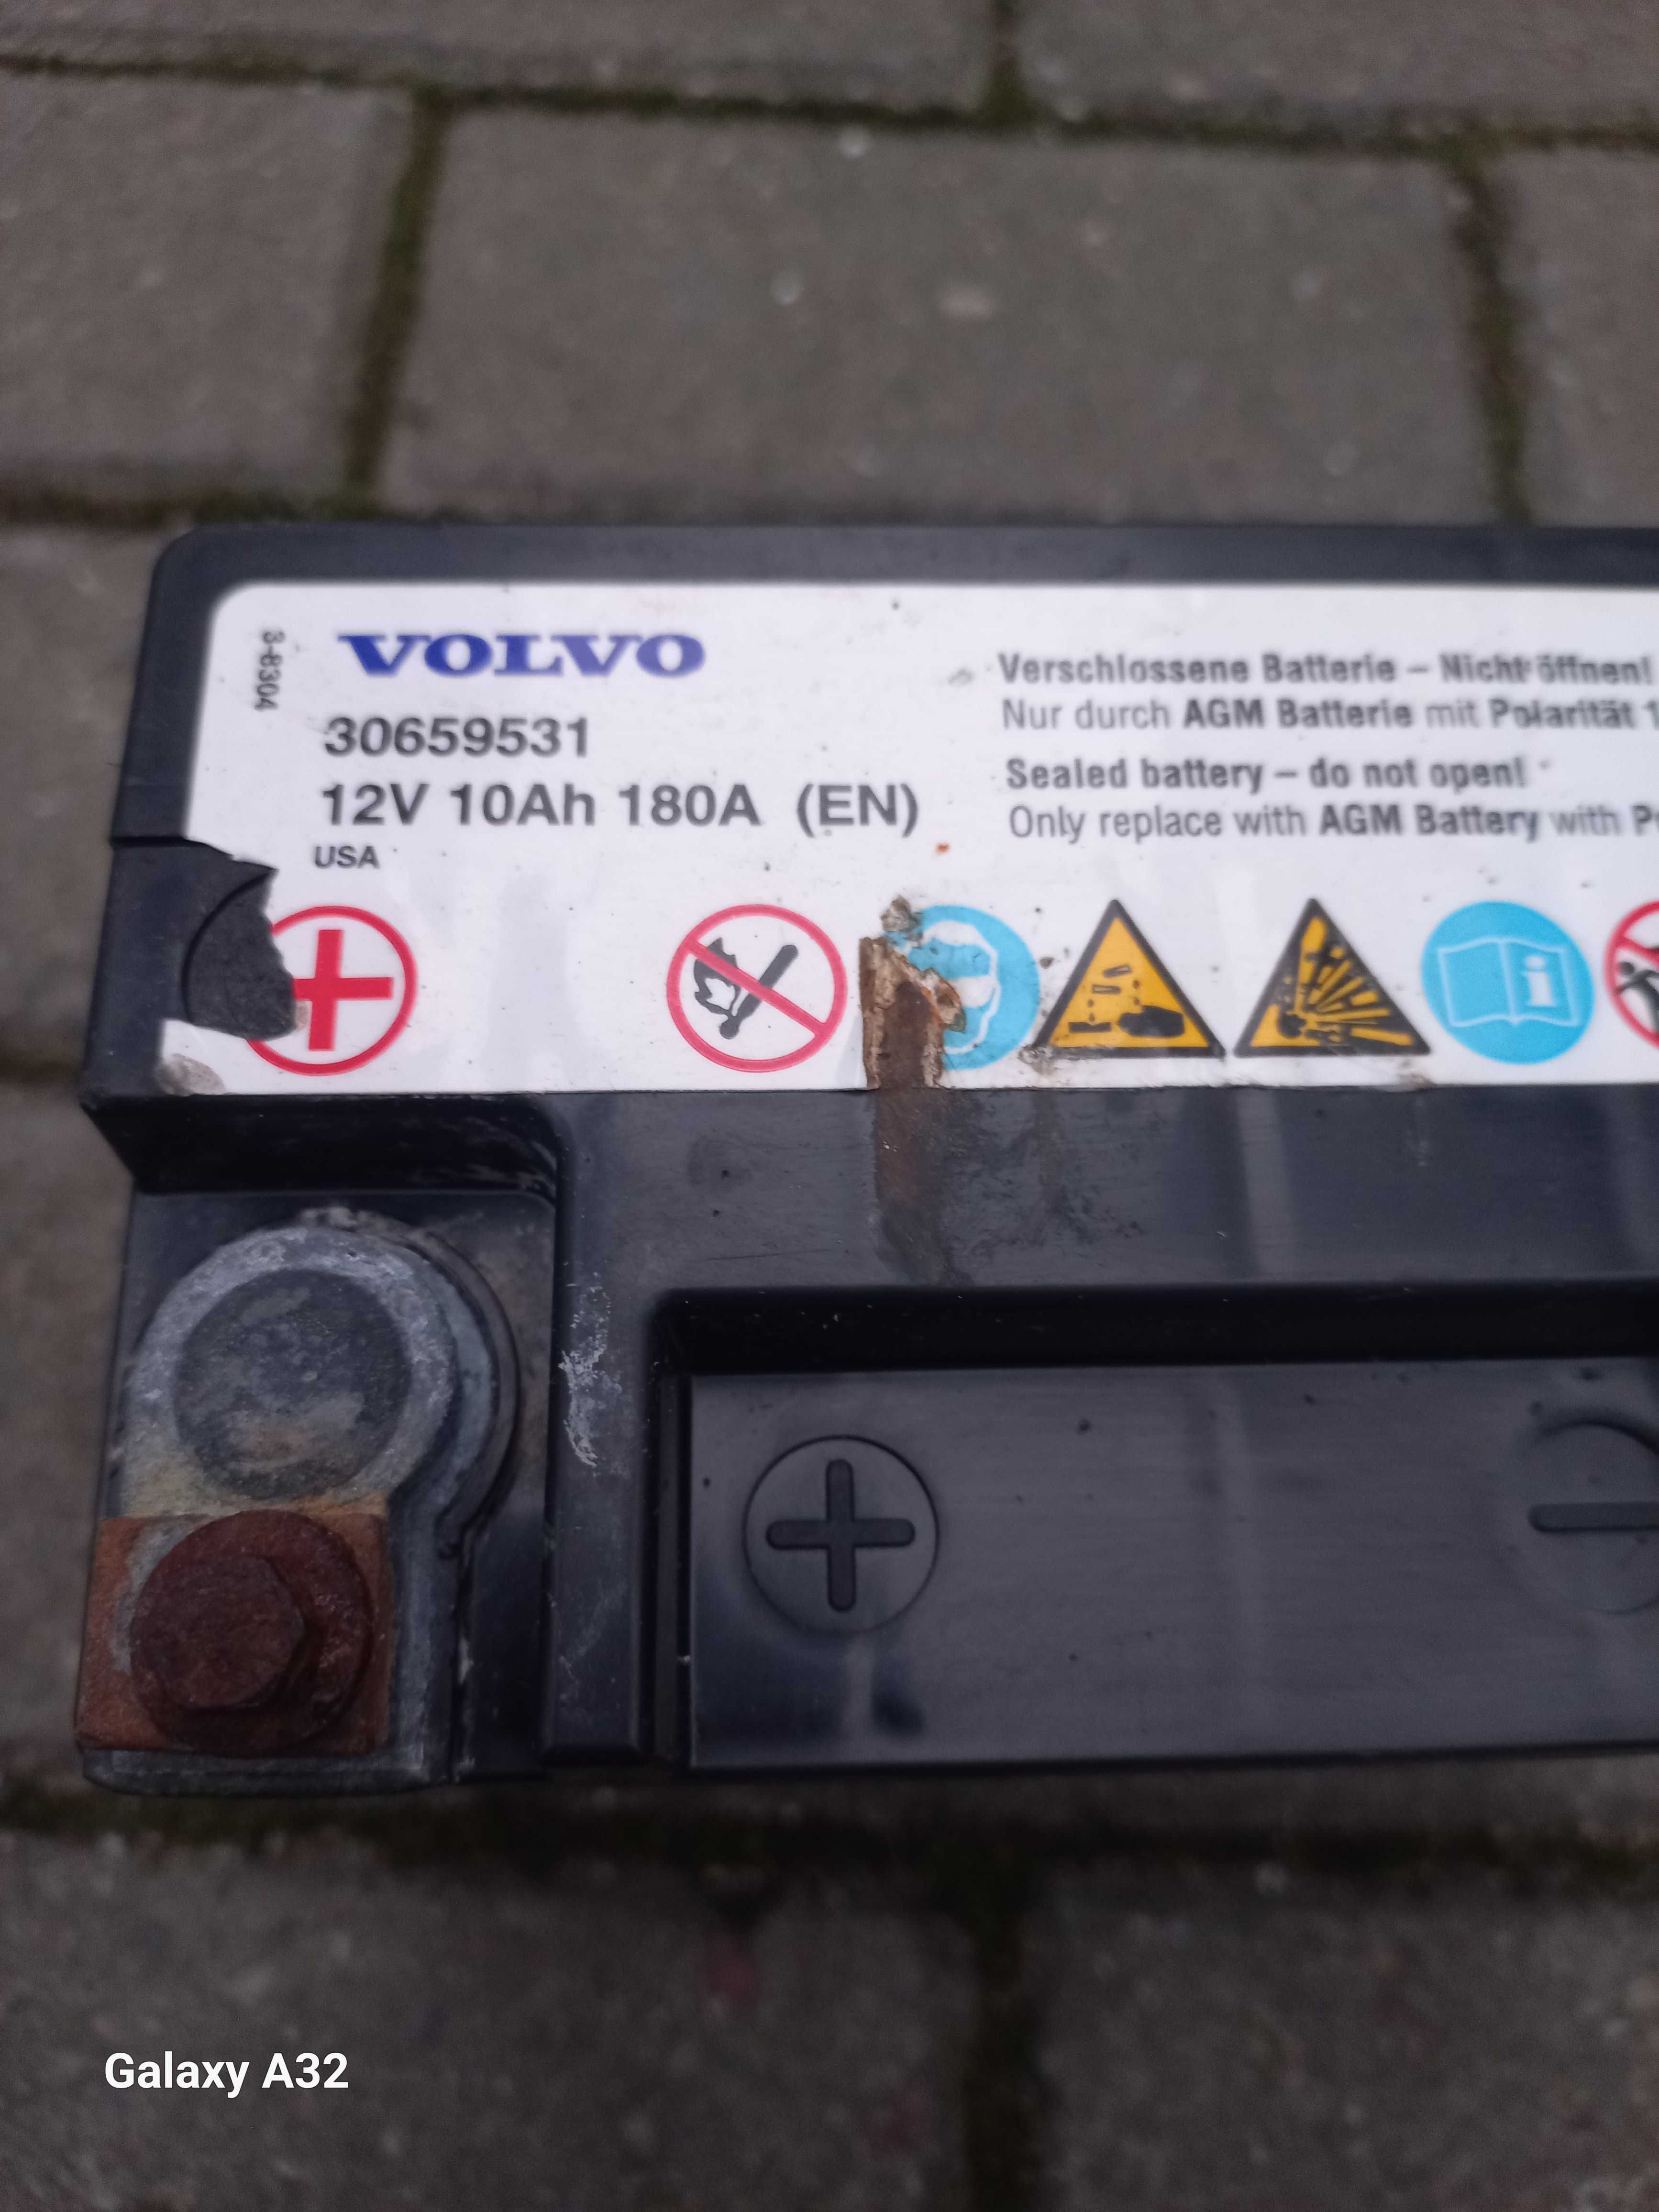 3-8304
VOLVO
30659531
12V 10Ah 180A (EN)
USA
Verschlossene Batterie – Nicht öffnen!
Nur durch AGM Batterie mit Polarität 1
Sealed battery – do not open!
Only replace with AGM Battery with
Galaxy A32